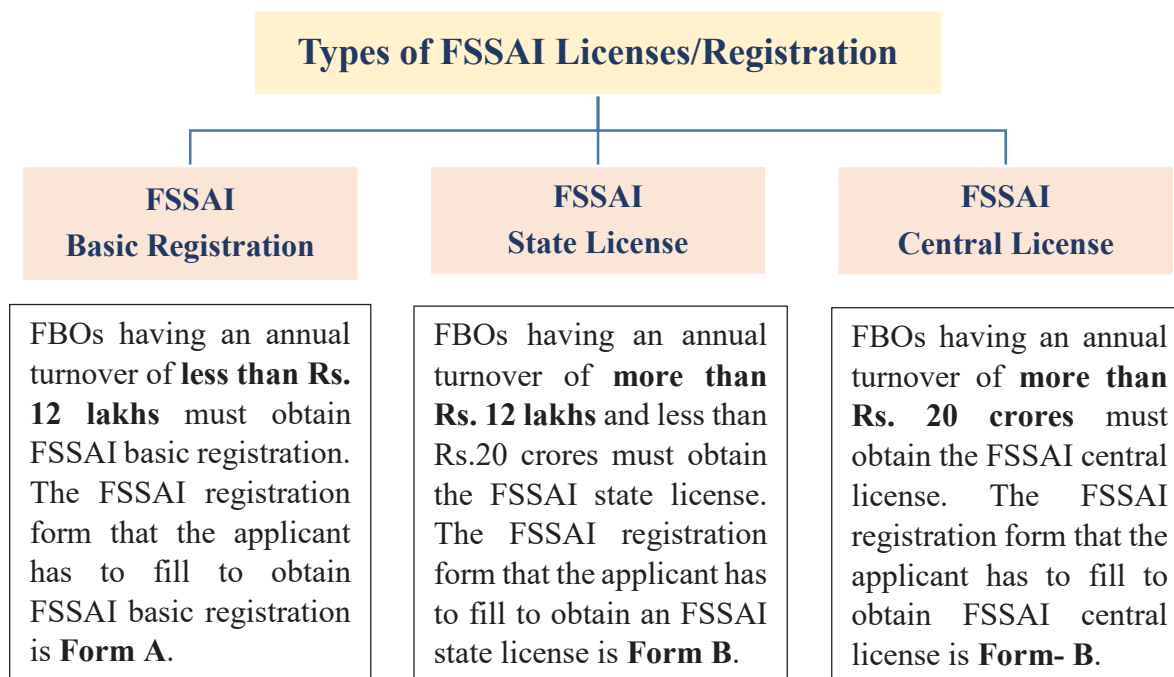 Types of FSSAI Licenses/Registration
FSSAI
Basic Registration
FBOs having an annual
turnover of less than Rs.
12 lakhs must obtain
FSSAI basic registration.
The FSSAI registration
form that the applicant
has to fill to obtain
FSSAI basic registration
is Form A.
FSSAI
State License
FBOs having an annual
turnover of more than
Rs. 12 lakhs and less than
Rs.20 crores must obtain
the FSSAI state license.
The FSSAI registration
form that the applicant has
to fill to obtain an FSSAI
state license is Form B.
FSSAI
Central License
FBOs having an annual
turnover of more than
Rs. 20 crores must
obtain the FSSAI central
license. The FSSAI
registration form that the
applicant has to fill to
obtain FSSAI central
license is Form- B.